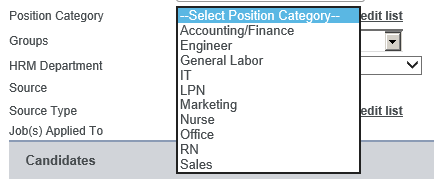 Position Category
--Select Position Category--
edit list
Accounting/Finance
Groups
Engineer
General Labor
HRM Department
IT
Source
LPN
Marketing
Source Type
Nurse
edit list
Job(s) Applied To
Office
RN
Candidates
Sales